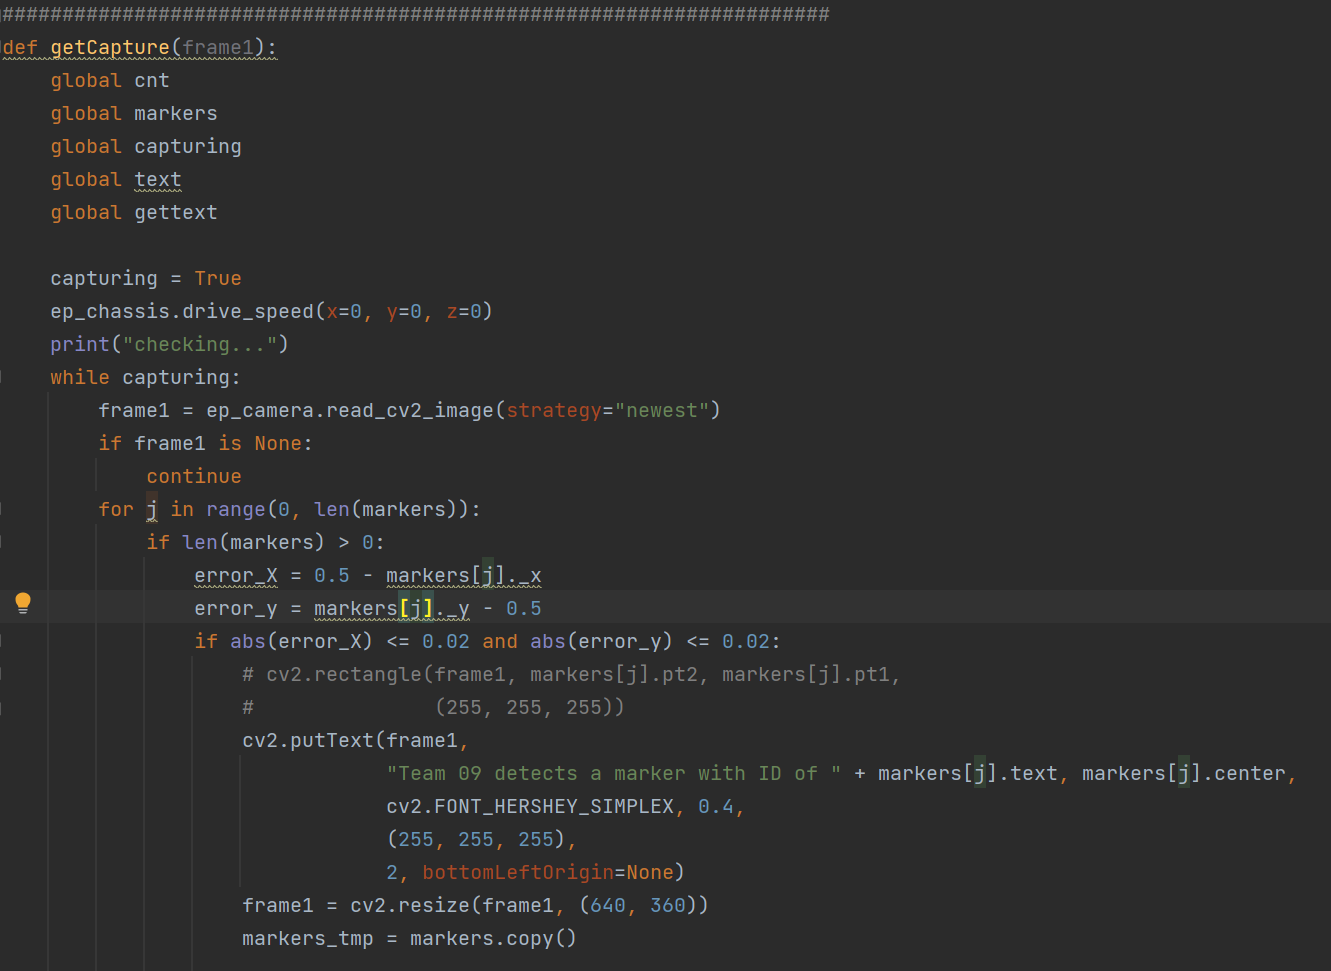 #####################################################################
def getCapture(frame1):
    global cnt
    global markers
    global capturing
    global text
    global gettext

    capturing = True
    ep_chassis.drive_speed(x=0, y=0, z=0)
    print("checking...")
    while capturing:
        frame1 = ep_camera.read_cv2_image(strategy="newest")
        if frame1 is None:
            continue
        for j in range(0, len(markers)):
            if len(markers) > 0:
                error_X = 0.5 - markers[j]._x
                error_y = markers[j]._y - 0.5
                if abs(error_X) <= 0.02 and abs(error_y) <= 0.02:
                    # cv2.rectangle(frame1, markers[j].pt2, markers[j].pt1,
                    #               (255, 255, 255))
                    cv2.putText(frame1,
                                "Team 09 detects a marker with ID of " + markers[j].text, markers[j].center,
                                cv2.FONT_HERSHEY_SIMPLEX, 0.4,
                                (255, 255, 255),
                                2, bottomLeftOrigin=None)
                    frame1 = cv2.resize(frame1, (640, 360))
                    markers_tmp = markers.copy()